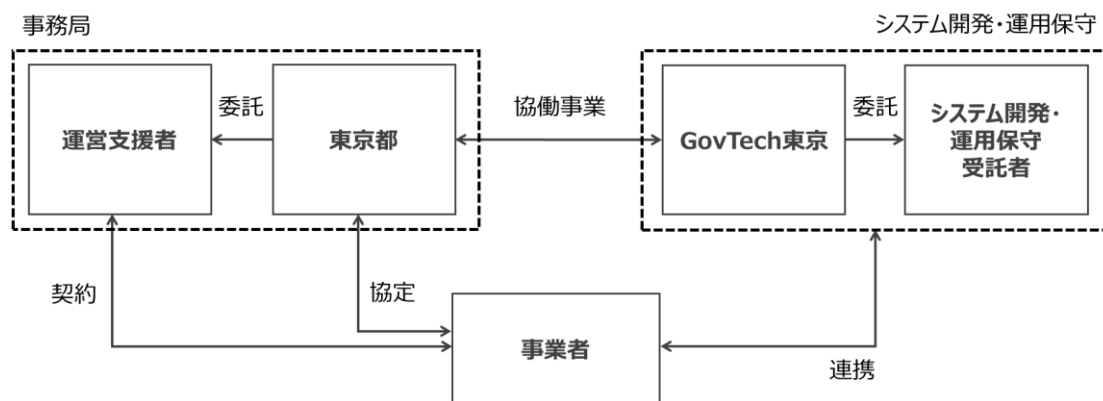 事務局
システム開発・運用保守
運営支援者
委託
東京都
協働事業
GovTech東京
委託
システム開発・
運用保守
受託者
契約
協定
事業者
連携